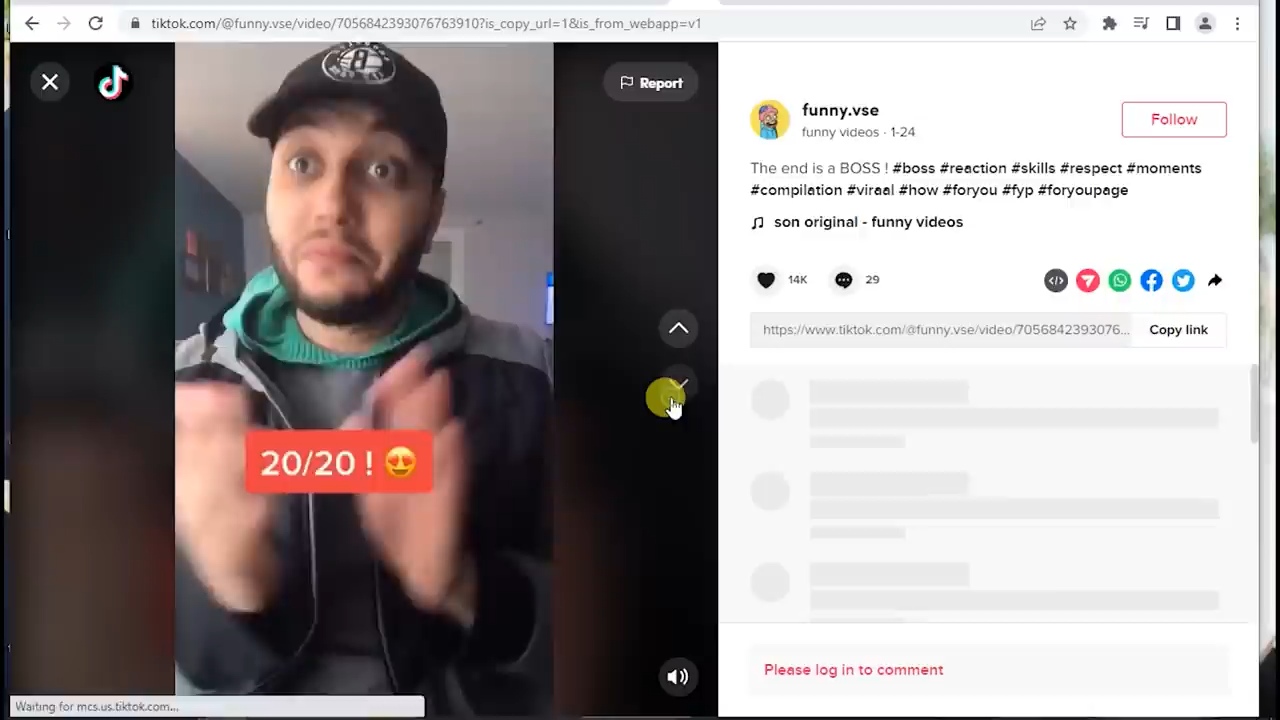 tiktok.com/@funny.vse/video/7056842393076763910?is_copy_url=1&is_from_webapp=v1
Report
funny.vse
funny videos · 1-24
Follow
The end is a BOSS ! #boss #reaction #skills #respect #moments
#compilation #viraal #how #foryou #fyp #foryoupage
son original - funny videos
14K
29
https://www.tiktok.com/@funny.vse/video/7056842393076...
Copy link
20/20 ! 😍
Please log in to comment
Waiting for mcs.us.tiktok.com...